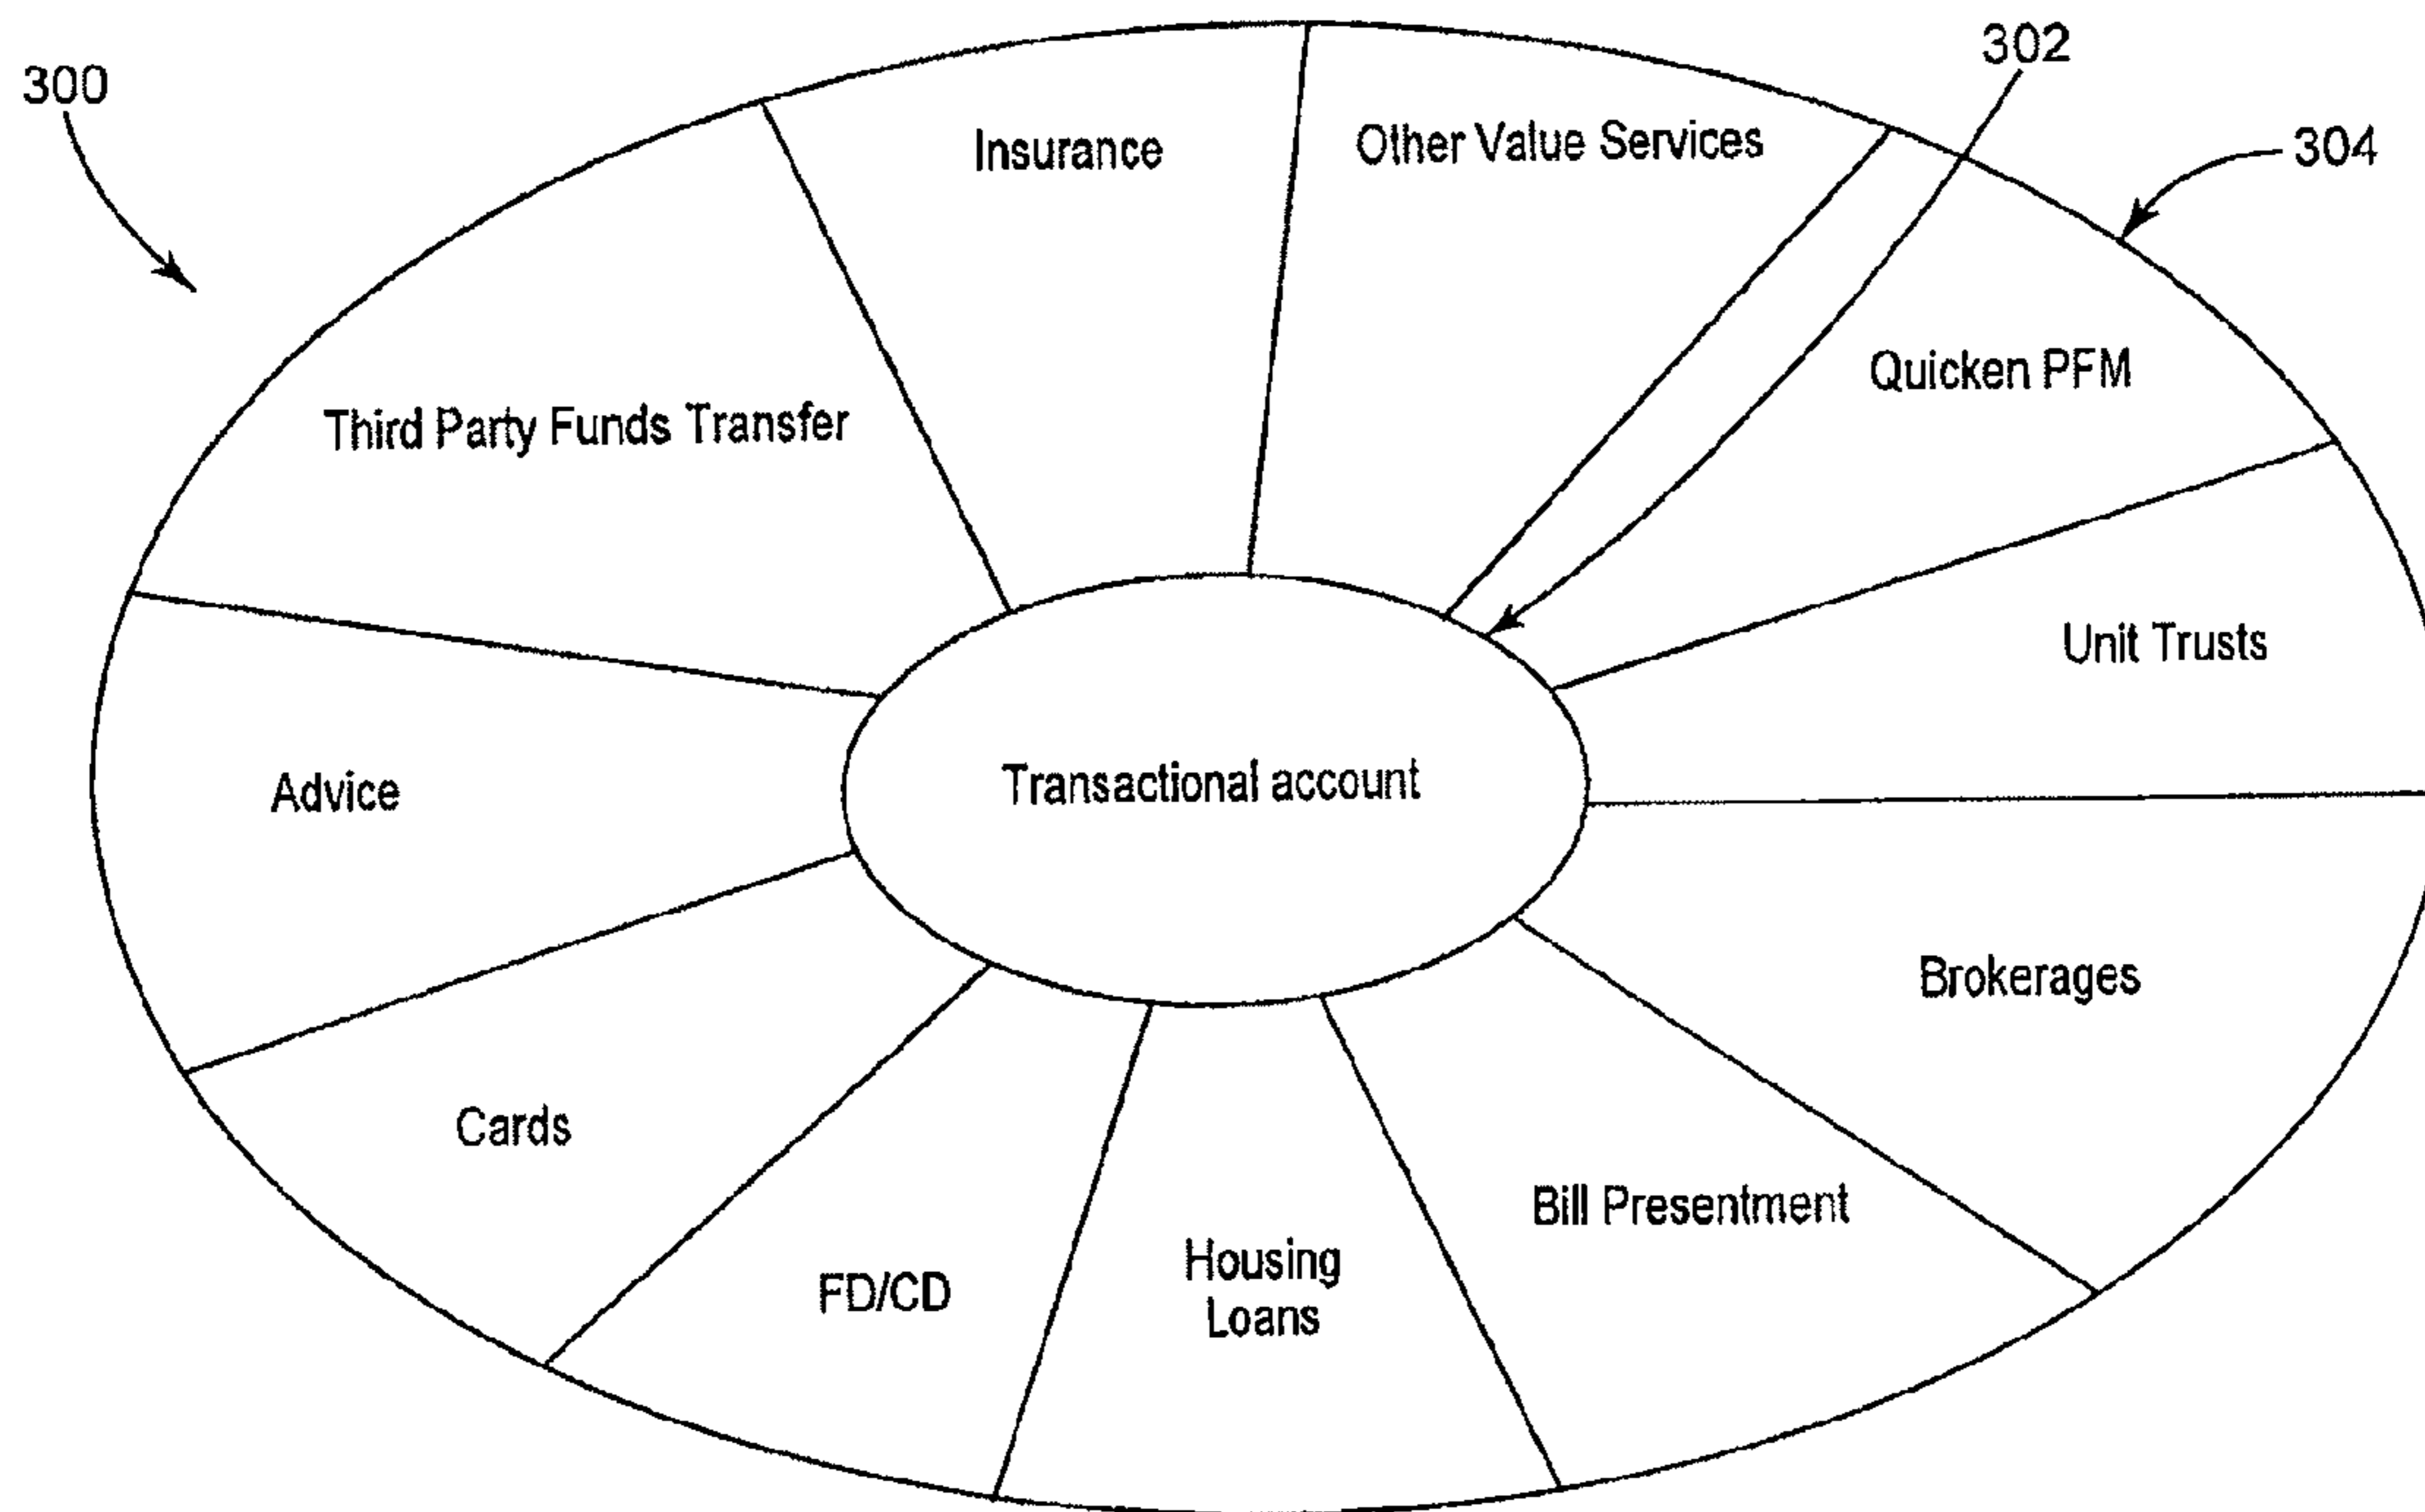 300
302
304
Insurance
Other Value Services
Quicken PFM
Third Party Funds Transfer
Unit Trusts
Advice
Transactional account
Brokerages
Cards
Bill Presentment
FD/CD
Housing
Loans